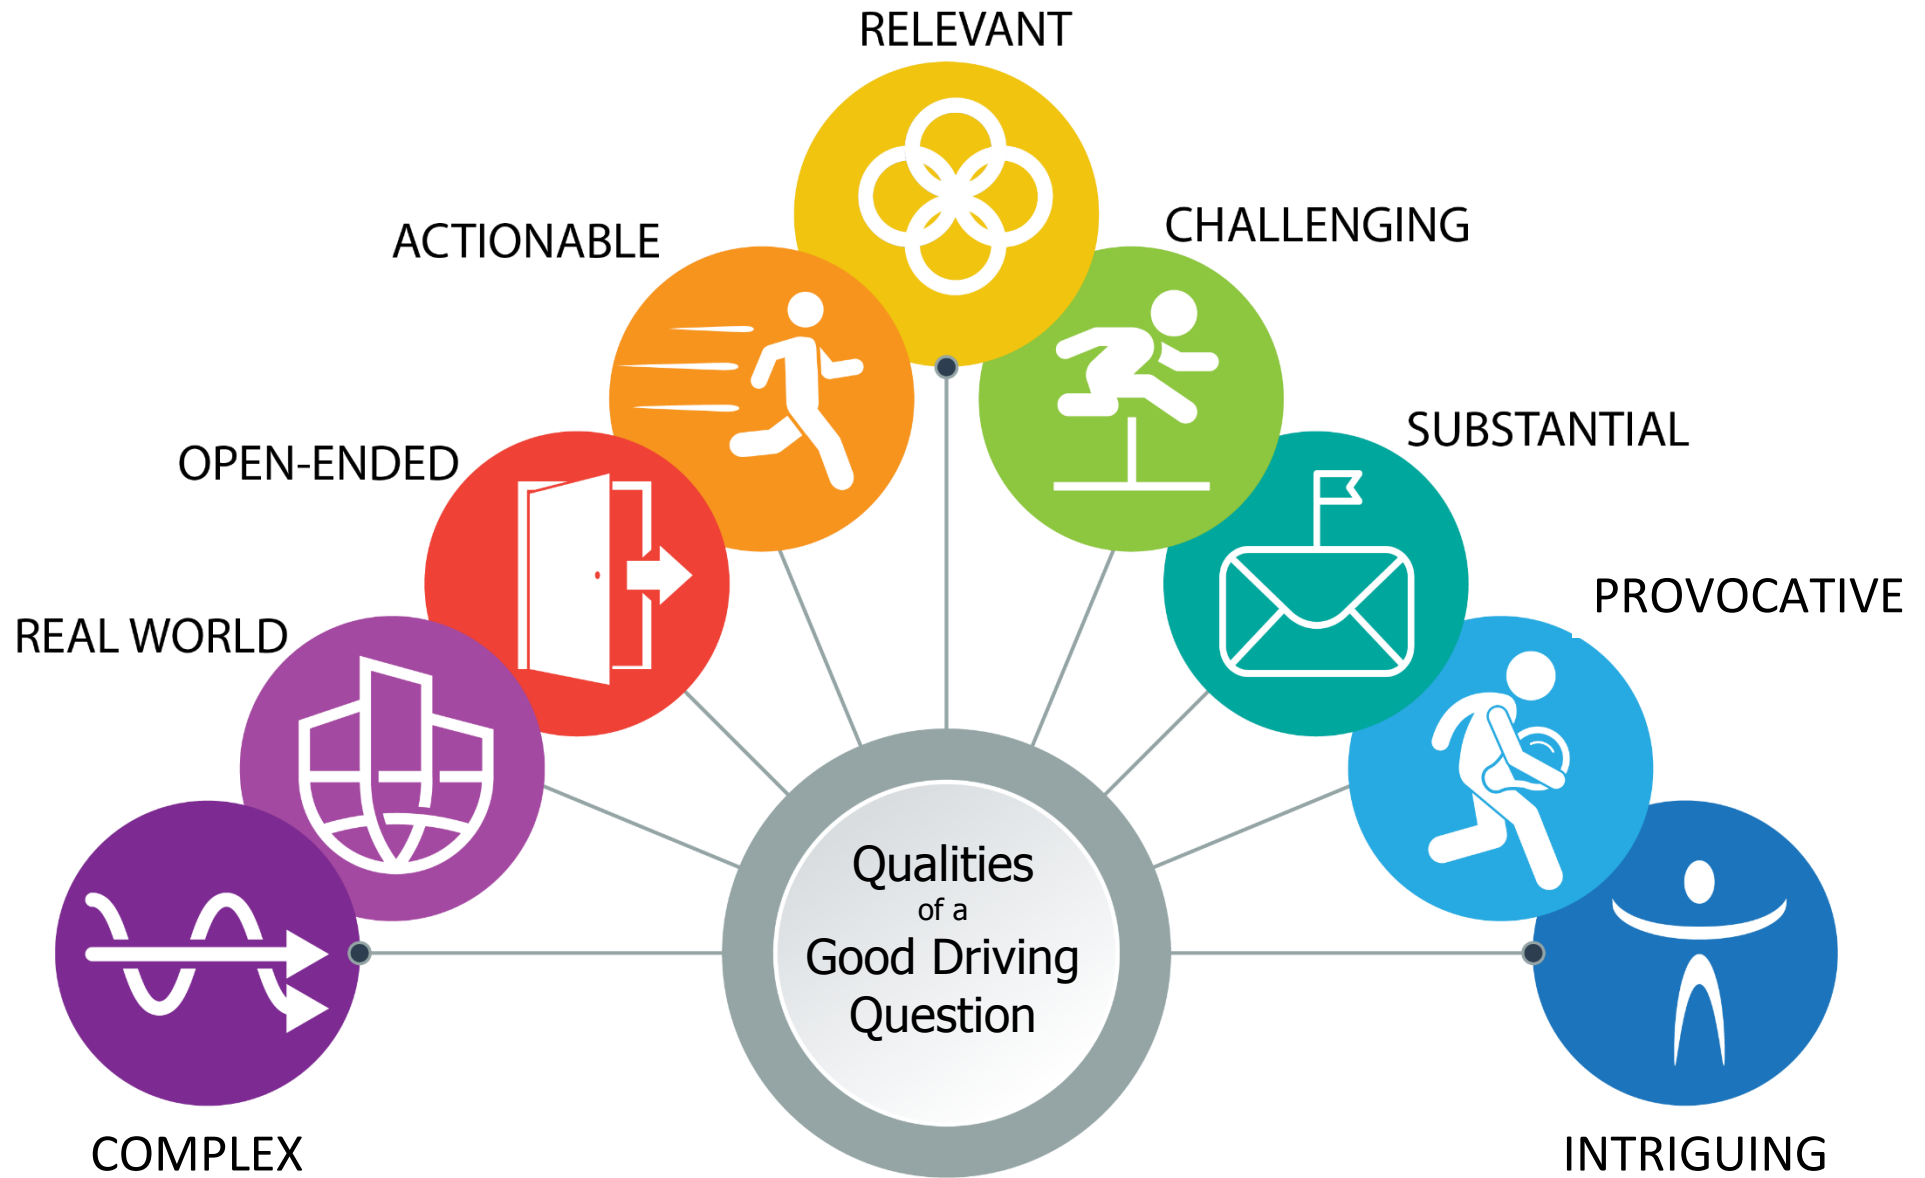 RELEVANT
ACTIONABLE
CHALLENGING
OPEN-ENDED
SUBSTANTIAL
REAL WORLD
PROVOCATIVE
Qualities
of a
Good Driving
Question
COMPLEX
INTRIGUING